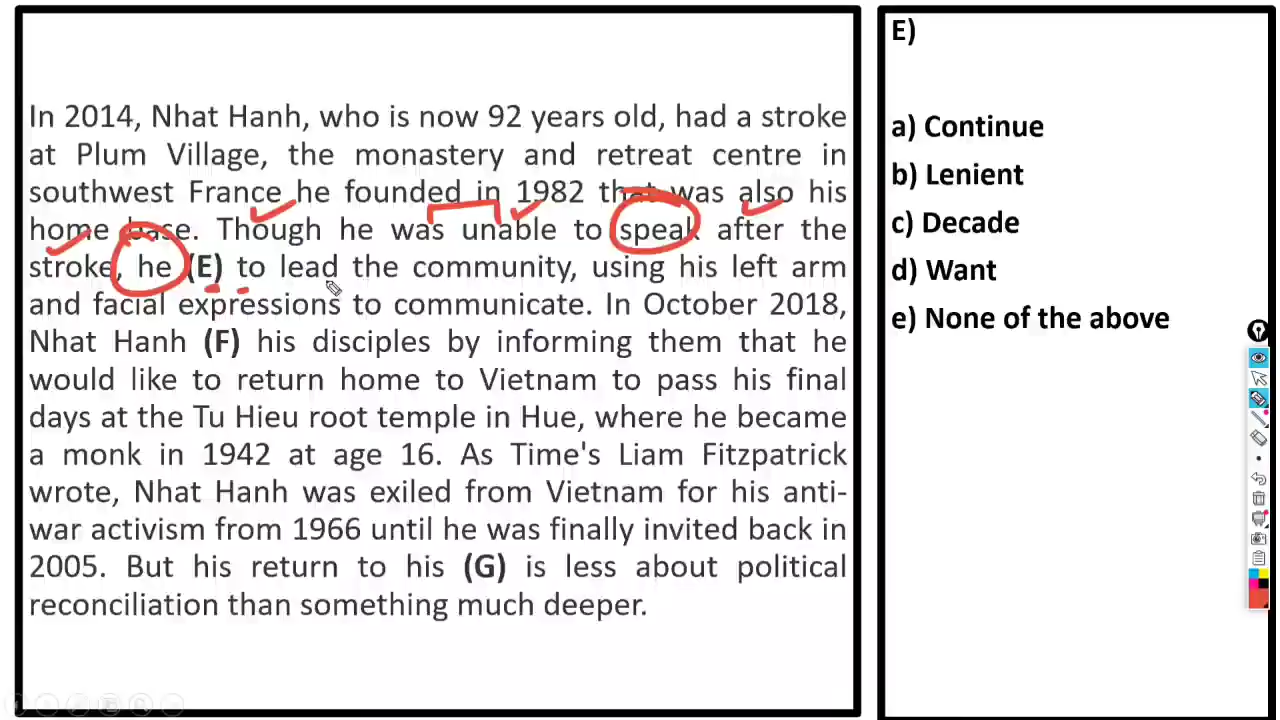 In 2014, Nhat Hanh, who is now 92 years old, had a stroke
at Plum Village, the monastery and retreat centre in
southwest France he founded in 1982 that was also his
home base. Though he was unable to speak after the
stroke, he (E) to lead the community, using his left arm
and facial expressions to communicate. In October 2018,
Nhat Hanh (F) his disciples by informing them that he
would like to return home to Vietnam to pass his final
days at the Tu Hieu root temple in Hue, where he became
a monk in 1942 at age 16. As Time's Liam Fitzpatrick
wrote, Nhat Hanh was exiled from Vietnam for his anti-
war activism from 1966 until he was finally invited back in
2005. But his return to his (G) is less about political
reconciliation than something much deeper.
E)
a) Continue
b) Lenient
c) Decade
d) Want
e) None of the above